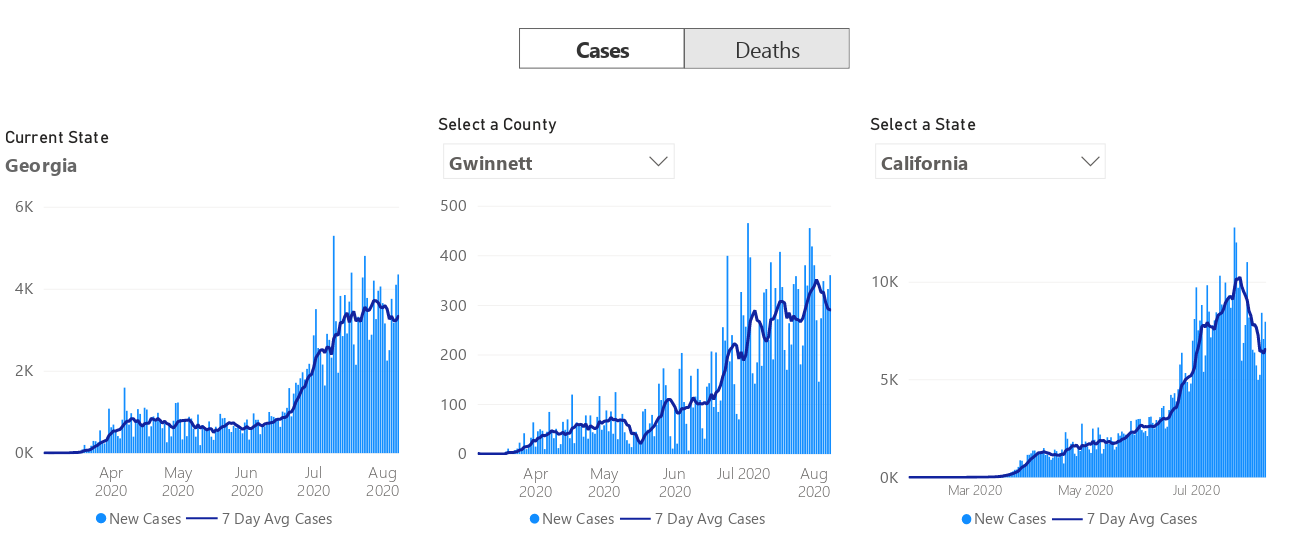 Cases
Deaths
Current State
Georgia
6K
4K
2K
0K
Apr 2020
May 2020
Jun 2020
Jul 2020
Aug 2020
New Cases
7 Day Avg Cases
Select a County
Gwinnett
500
400
300
200
100
0
Apr 2020
May 2020
Jun 2020
Jul 2020
Aug 2020
New Cases
7 Day Avg Cases
Select a State
California
10K
5K
0K
Mar 2020
May 2020
Jul 2020
New Cases
7 Day Avg Cases